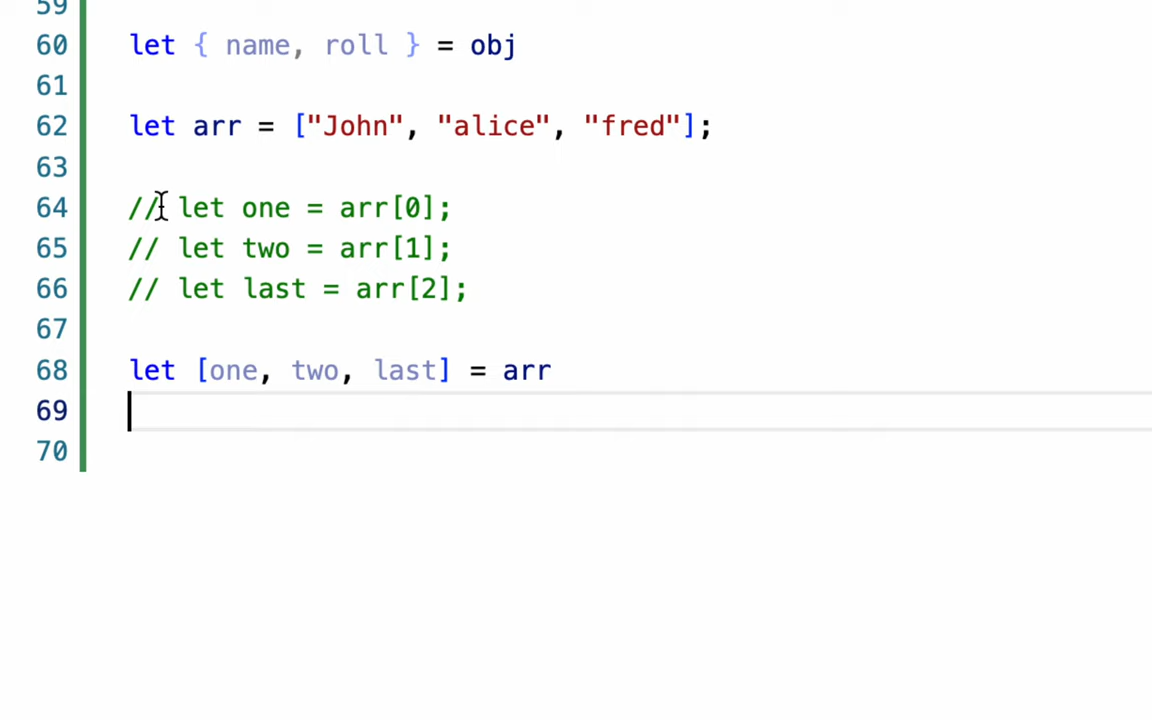 59
60 let { name, roll } = obj
61
62 let arr = ["John", "alice", "fred"];
63
64 // let one = arr[0];
65 // let two = arr[1];
66 // let last = arr[2];
67
68 let [one, two, last] = arr
69
70